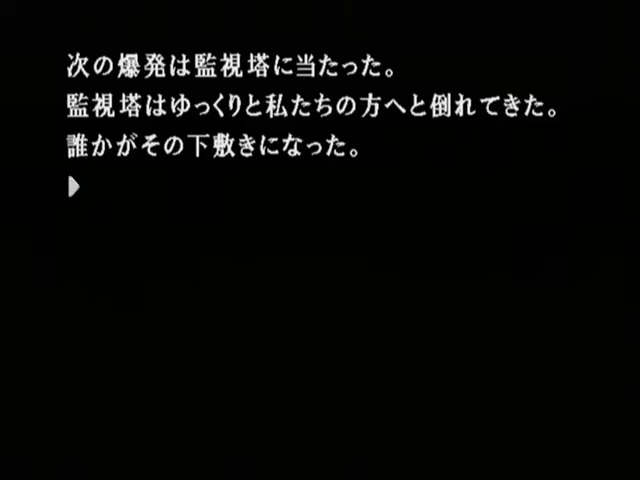 次の爆発は監視塔に当たった。
監視塔はゆっくりと私たちの方へと倒れてきた。
誰かがその下敷きになった。